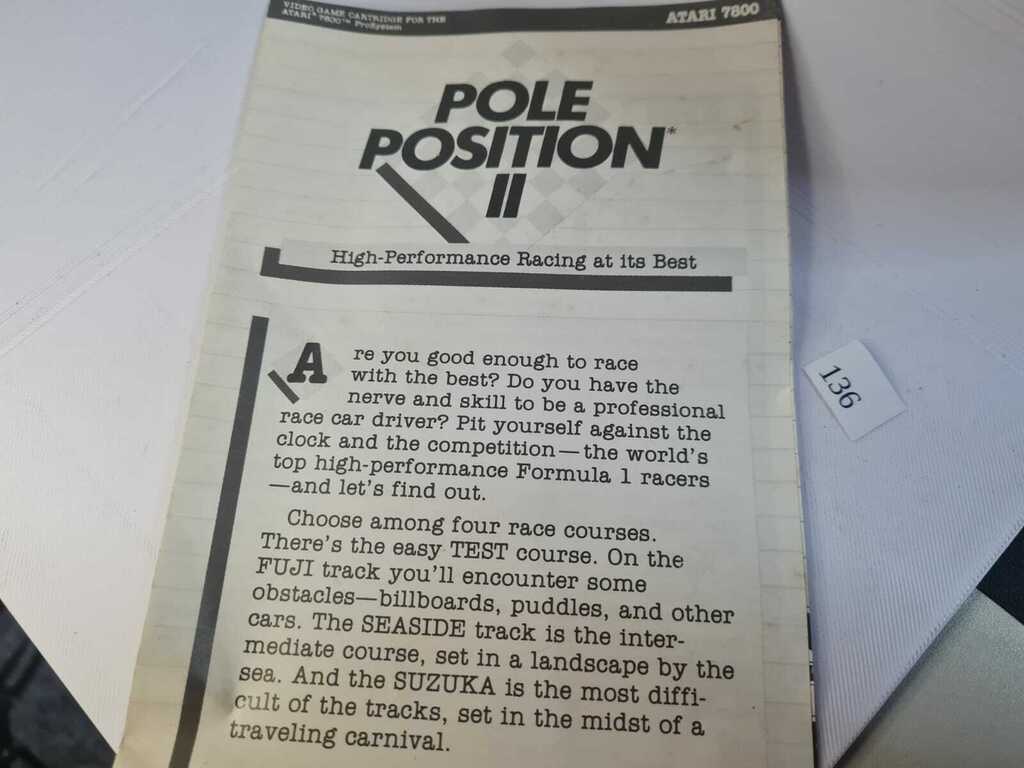 VIDEO GAME CARTRIDGE FOR THE
ATARI® 7800™ ProSystem
ATARI 7800
POLE
POSITION*
II
High-Performance Racing at its Best
Are you good enough to race
with the best? Do you have the
nerve and skill to be a professional
race car driver? Pit yourself against the
clock and the competition—the world's
top high-performance Formula 1 racers
—and let's find out.
Choose among four race courses.
There's the easy TEST course. On the
FUJI track you'll encounter some
obstacles—billboards, puddles, and other
cars. The SEASIDE track is the inter-
mediate course, set in a landscape by the
sea. And the SUZUKA is the most diffi-
cult of the tracks, set in the midst of a
traveling carnival.
136